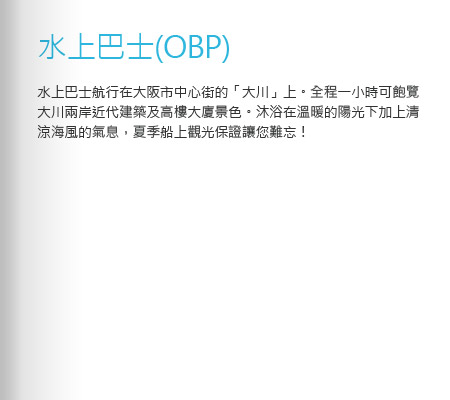 水上巴士(OBP)
水上巴士航行在大阪市中心街的「大川」上。全程一小時可飽覽
大川兩岸近代建築及高樓大廈景色。沐浴在溫暖的陽光下加上清
涼海風的氣息，夏季船上觀光保證讓您難忘！